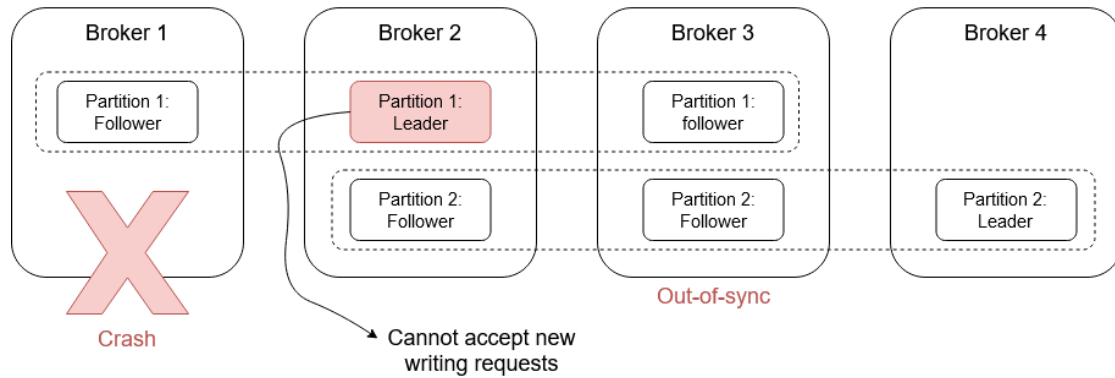 Broker 1
Broker 2
Broker 3
Broker 4
Partition 1:
Follower
Partition 1:
Leader
Partition 1:
follower
Partition 2:
Follower
Partition 2:
Follower
Partition 2:
Leader
Crash
Out-of-sync
Cannot accept new
writing requests